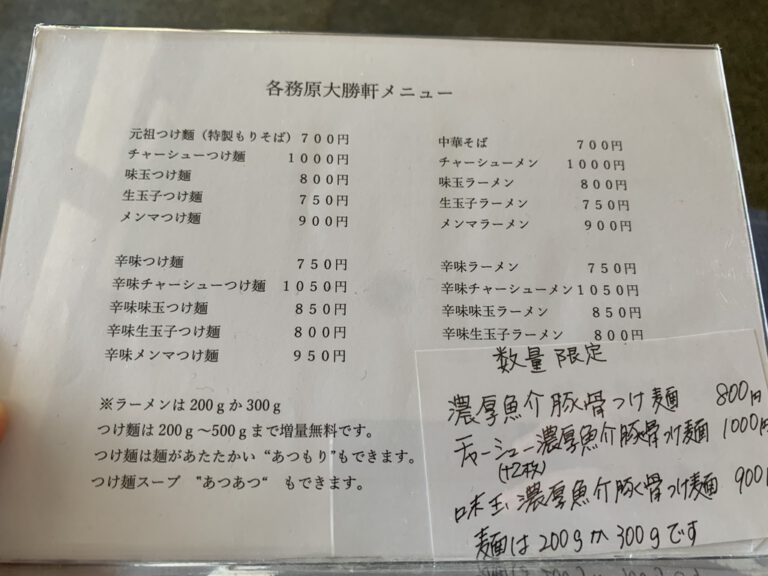 各務原大勝軒メニュー
元祖つけ麺（特製もりそば）７００円
チャーシューつけ麺 １０００円
味玉つけ麺 ８００円
生玉子つけ麺 ７５０円
メンマつけ麺 ９００円
辛味つけ麺 ７５０円
辛味チャーシューつけ麺 １０５０円
辛味味玉つけ麺 ８５０円
辛味生玉子つけ麺 ８００円
辛味メンマつけ麺 ９５０円
※ラーメンは200ｇか300ｇ
つけ麺は200ｇ〜500ｇまで増量無料です。
つけ麺は麺があたたかい “あつもり”もできます。
つけ麺スープ ”あつあつ“ もできます。
中華そば ７００円
チャーシューメン １０００円
味玉ラーメン ８００円
生玉子ラーメン ７５０円
メンマラーメン ９００円
辛味ラーメン ７５０円
辛味チャーシューメン１０５０円
辛味味玉ラーメン ８５０円
辛味生玉子ラーメン ８００円
数量限定
濃厚魚介豚骨つけ麺 800円
チャーシュー濃厚魚介豚骨つけ麺 1000円
(+2枚)
味玉濃厚魚介豚骨つけ麺 900
麺は200gか300gです